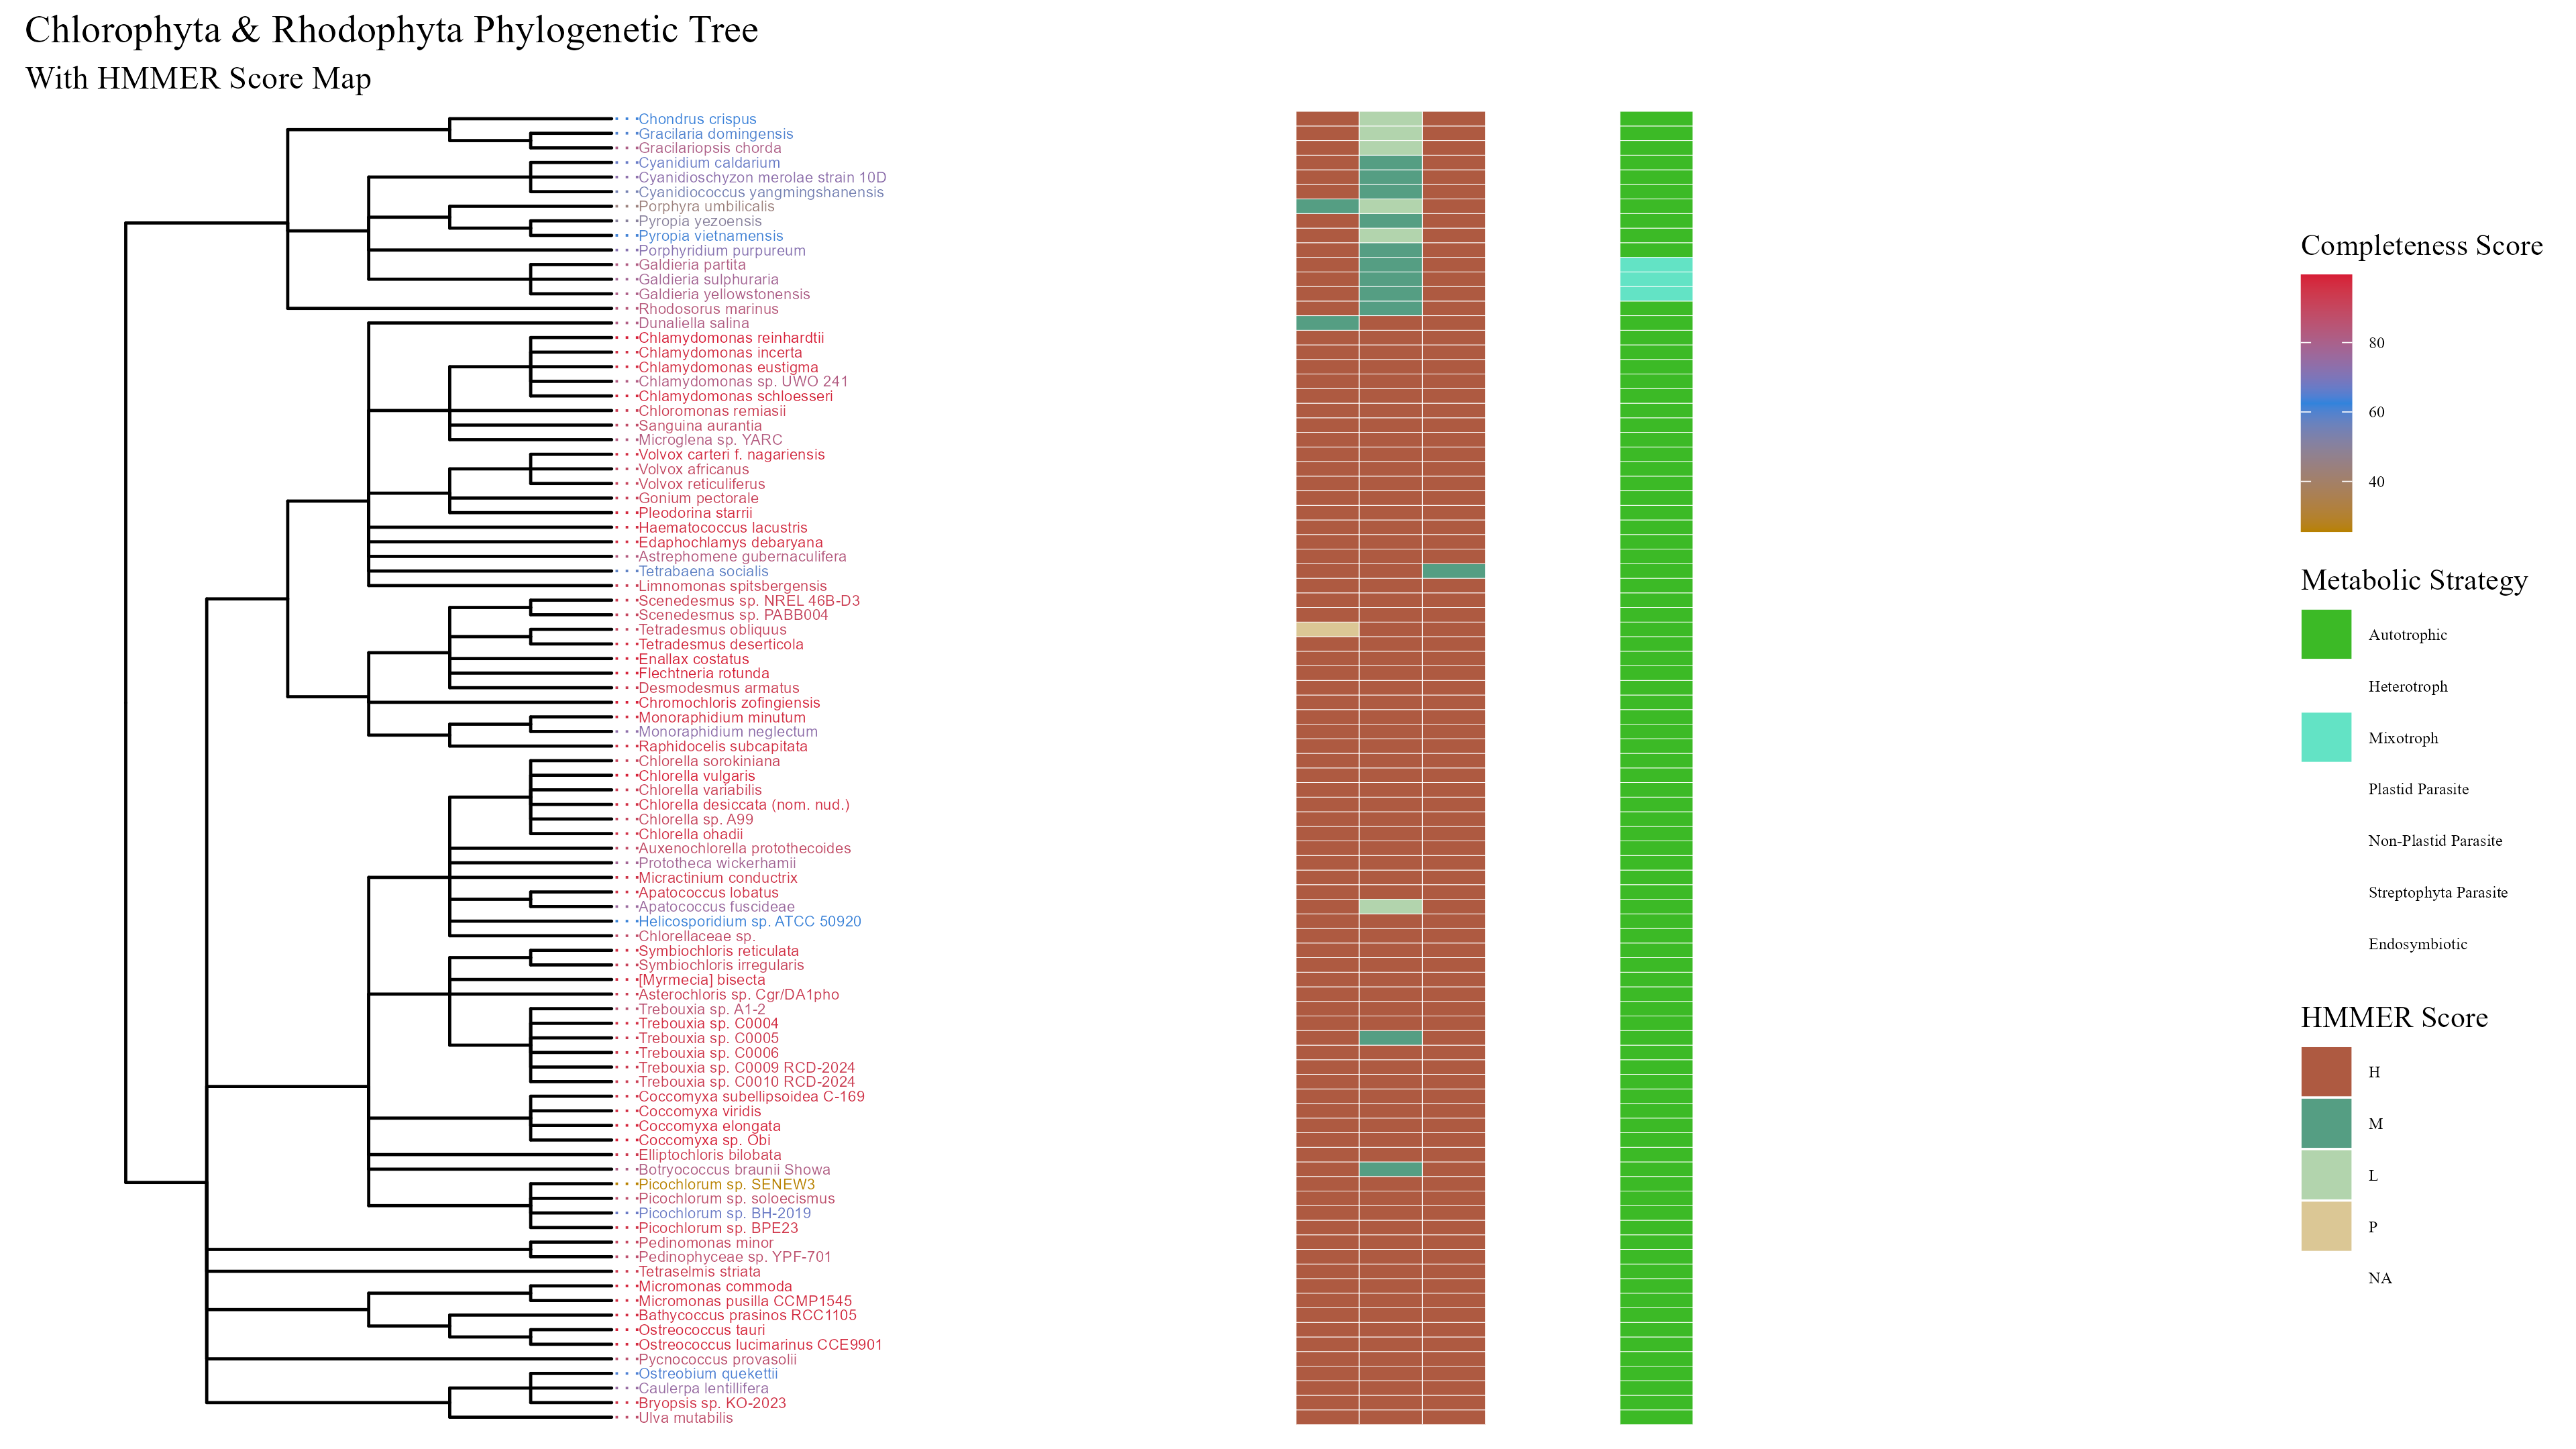 Chlorophyta & Rhodophyta Phylogenetic Tree
With HMMER Score Map
Chondrus crispus
Gracilaria domingensis
Gracilariopsis chorda
Cyanidium caldarium
Cyanidioschyzon merolae strain 10D
Cyanidiococcus yangmingshanensis
Porphyra umbilicalis
Pyropia yezoensis
Pyropia vietnamensis
Porphyridium purpureum
Galdieria partita
Galdieria sulphuraria
Galdieria yellowstonensis
Rhodosorus marinus
Dunaliella salina
Chlamydomonas reinhardtii
Chlamydomonas incerta
Chlamydomonas eustigma
Chlamydomonas sp. UWO 241
Chlamydomonas schloesseri
Chloromonas remiasii
Sanguina aurantia
Microglena sp. YARC
Volvox carteri f. nagariensis
Volvox africanus
Volvox reticuliferus
Gonium pectorale
Pleodorina starrii
Haematococcus lacustris
Edaphochlamys debaryana
Astrephomene gubernaculifera
Tetrabaena socialis
Limnomonas spitsbergensis
Scenedesmus sp. NREL 46B-D3
Scenedesmus sp. PABB004
Tetradesmus obliquus
Tetradesmus deserticola
Enallax costatus
Flechtneria rotunda
Desmodesmus armatus
Chromochloris zofingiensis
Monoraphidium minutum
Monoraphidium neglectum
Raphidocelis subcapitata
Chlorella sorokiniana
Chlorella vulgaris
Chlorella variabilis
Chlorella desiccata (nom. nud.)
Chlorella sp. A99
Chlorella ohadii
Auxenochlorella protothecoides
Prototheca wickerhamii
Micractinium conductrix
Apatococcus lobatus
Apatococcus fuscideae
Helicosporidium sp. ATCC 50920
Chlorellaceae sp.
Symbiochloris reticulata
Symbiochloris irregularis
[Myrmecia] bisecta
Asterochloris sp. Cgr/DA1pho
Trebouxia sp. A1-2
Trebouxia sp. C0004
Trebouxia sp. C0005
Trebouxia sp. C0006
Trebouxia sp. C0009 RCD-2024
Trebouxia sp. C0010 RCD-2024
Coccomyxa subellipsoidea C-169
Coccomyxa viridis
Coccomyxa elongata
Coccomyxa sp. Obi
Elliptochloris bilobata
Botryococcus braunii Showa
Picochlorum sp. SENEW3
Picochlorum sp. soloecismus
Picochlorum sp. BH-2019
Picochlorum sp. BPE23
Pedinomonas minor
Pedinophyceae sp. YPF-701
Tetraselmis striata
Micromonas commoda
Micromonas pusilla CCMP1545
Bathycoccus prasinos RCC1105
Ostreococcus tauri
Ostreococcus lucimarinus CCE9901
Pycnococcus provasolii
Ostreobium quekettii
Caulerpa lentillifera
Bryopsis sp. KO-2023
Ulva mutabilis
Completeness Score
80
60
40
Metabolic Strategy
Autotrophic
Heterotroph
Mixotroph
Plastid Parasite
Non-Plastid Parasite
Streptophyta Parasite
Endosymbiotic
HMMER Score
H
M
L
P
NA